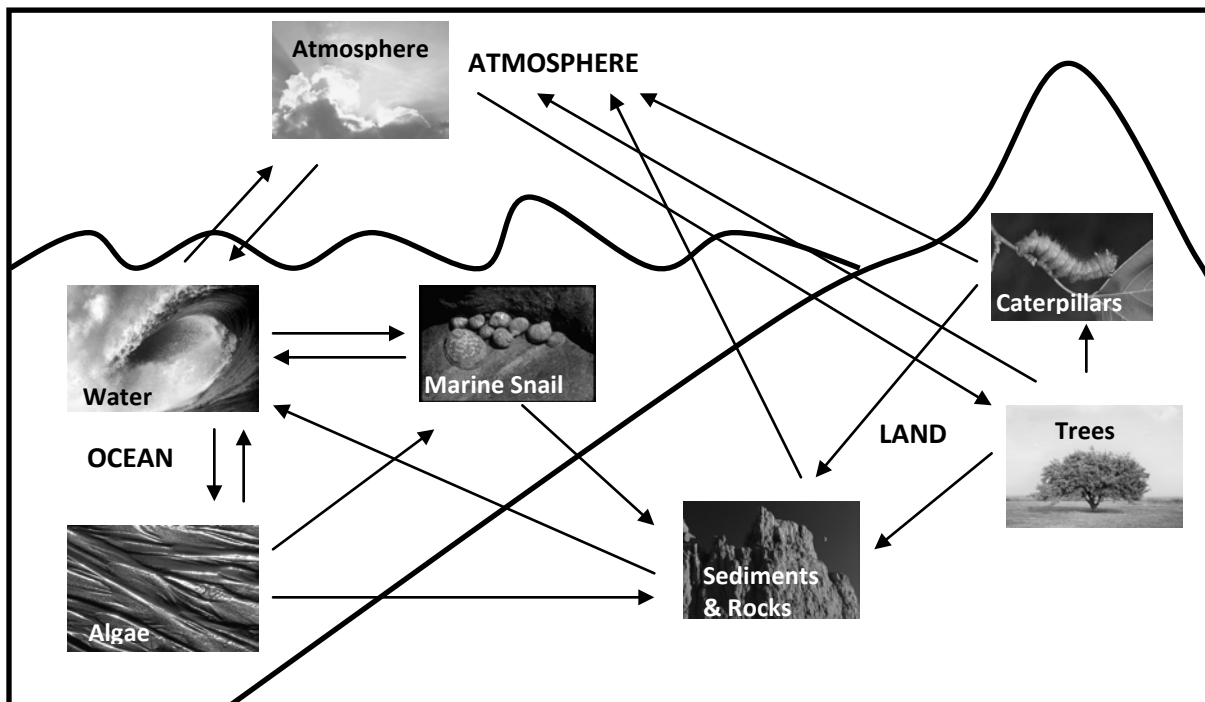 Atmosphere
ATMOSPHERE
Caterpillars
Water
Marine Snail
OCEAN
LAND
Trees
Sediments
& Rocks
Algae